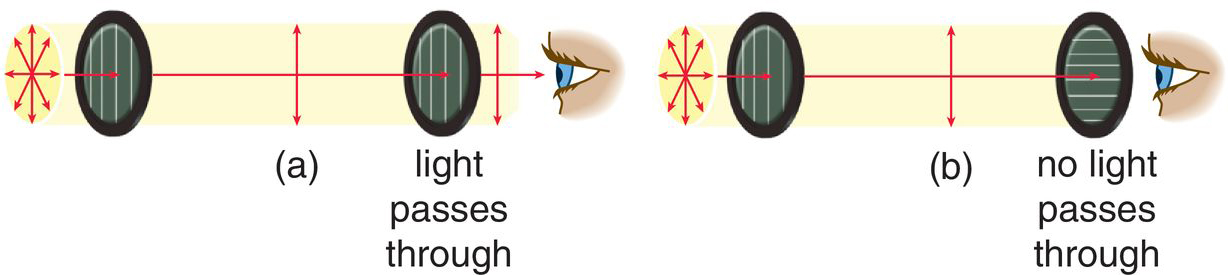 (a)
light
passes
through
(b)
no light
passes
through